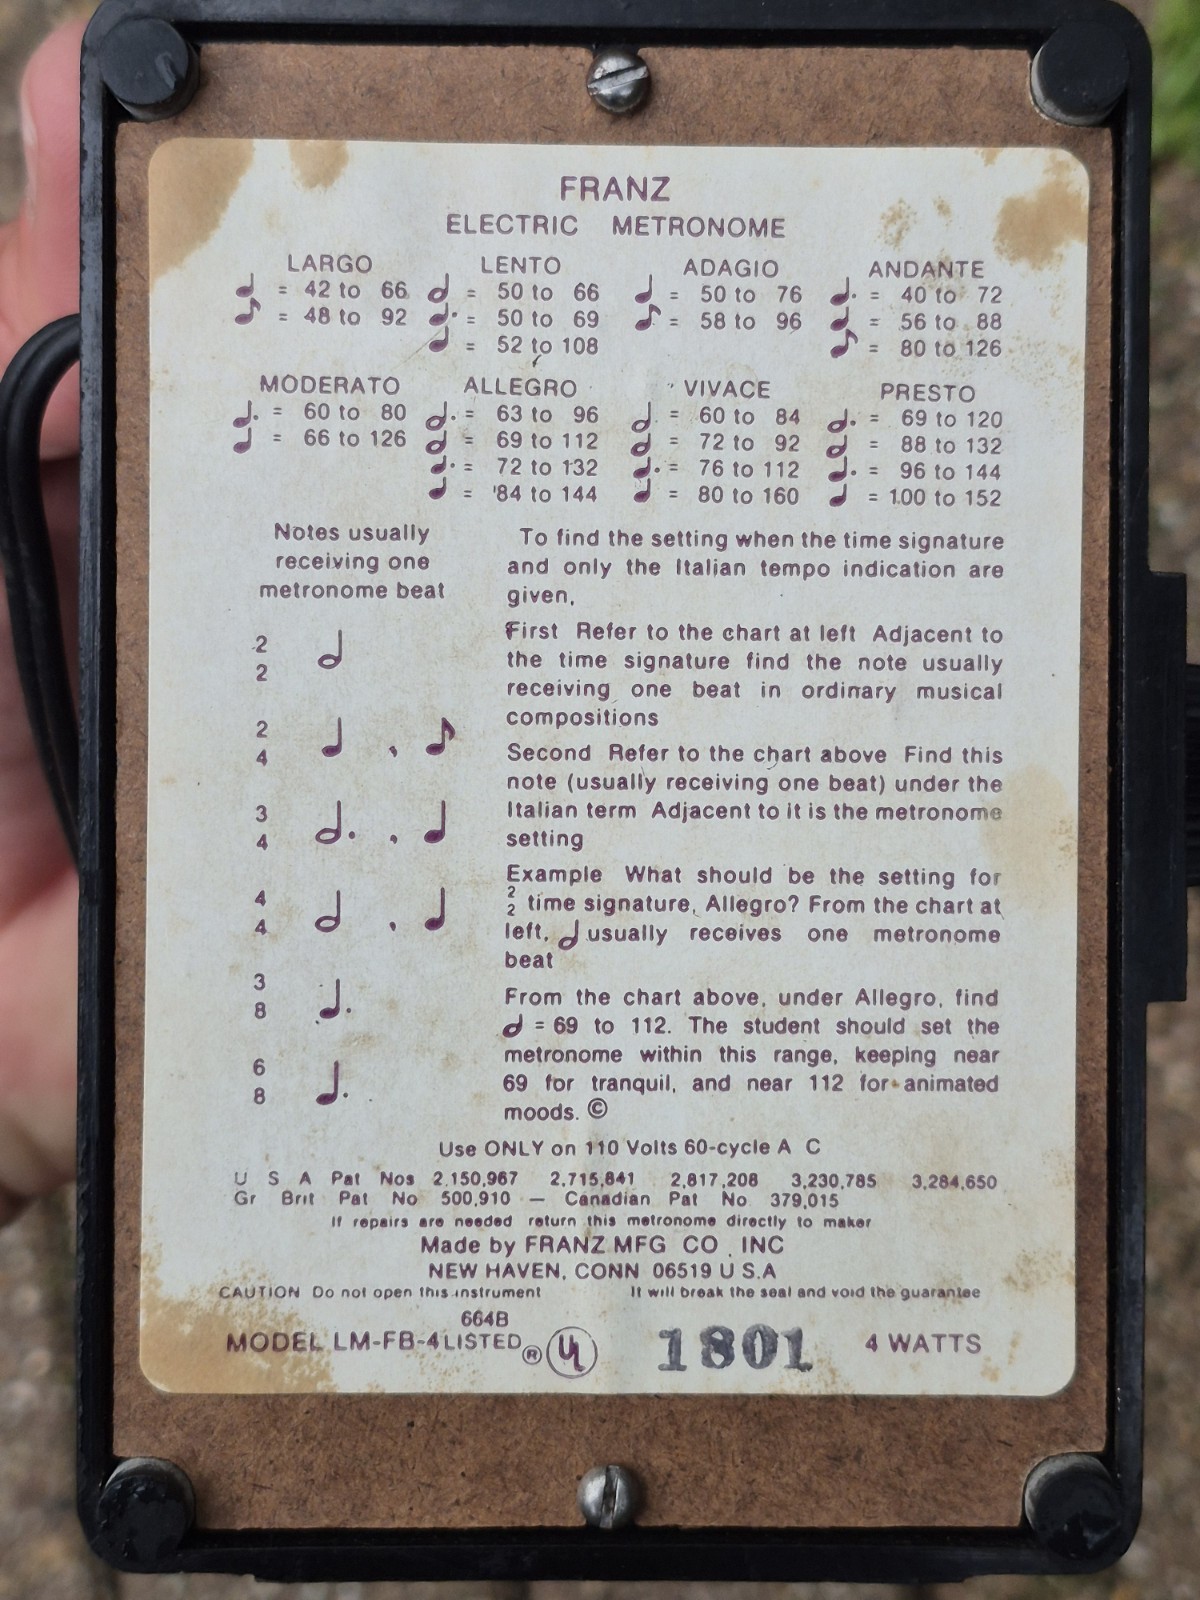 FRANZ
ELECTRIC METRONOME
LARGO LENTO ADAGIO ANDANTE
𝅘𝅥 = 42 to 66 𝅗𝅥 = 50 to 66 𝅘𝅥 = 50 to 76 𝅘𝅥. = 40 to 72
𝅘𝅥𝅮 = 48 to 92 𝅘𝅥. = 50 to 69 𝅘𝅥𝅮 = 58 to 96 𝅘𝅥 = 56 to 88
𝅘𝅥 = 52 to 108 𝅘𝅥𝅮 = 80 to 126
MODERATO ALLEGRO VIVACE PRESTO
𝅘𝅥. = 60 to 80 𝅗𝅥. = 63 to 96 𝅗𝅥 = 60 to 84 𝅗𝅥. = 69 to 120
𝅘𝅥 = 66 to 126 𝅗𝅥 = 69 to 112 𝅗𝅥 = 72 to 92 𝅗𝅥 = 88 to 132
𝅘𝅥. = 72 to 132 𝅘𝅥. = 76 to 112 𝅘𝅥. = 96 to 144
𝅘𝅥 = 84 to 144 𝅘𝅥 = 80 to 160 𝅘𝅥 = 100 to 152
Notes usually
receiving one
metronome beat
2
2 𝅗𝅥
2
4 𝅘𝅥 , 𝅘𝅥𝅮
3
4 𝅗𝅥. , 𝅘𝅥
4
4 𝅗𝅥 , 𝅘𝅥
3
8 𝅘𝅥.
6
8 𝅘𝅥.
To find the setting when the time signature
and only the Italian tempo indication are
given,
First Refer to the chart at left Adjacent to
the time signature find the note usually
receiving one beat in ordinary musical
compositions
Second Refer to the chart above Find this
note (usually receiving one beat) under the
Italian term Adjacent to it is the metronome
setting
Example What should be the setting for
2
2 time signature, Allegro? From the chart at
left, 𝅗𝅥 usually receives one metronome
beat
From the chart above, under Allegro, find
𝅗𝅥 = 69 to 112. The student should set the
metronome within this range, keeping near
69 for tranquil, and near 112 for animated
moods. ©
Use ONLY on 110 Volts 60-cycle A C
U S A Pat Nos 2,150,967 2,715,841 2,817,208 3,230,785 3,284,650
Gr Brit Pat No 500,910 — Canadian Pat No 379,015
If repairs are needed return this metronome directly to maker
Made by FRANZ MFG CO , INC
NEW HAVEN, CONN 06519 U S.A
CAUTION Do not open this instrument It will break the seal and void the guarantee
664B
MODEL LM-FB-4 LISTED ® UL 1801 4 WATTS